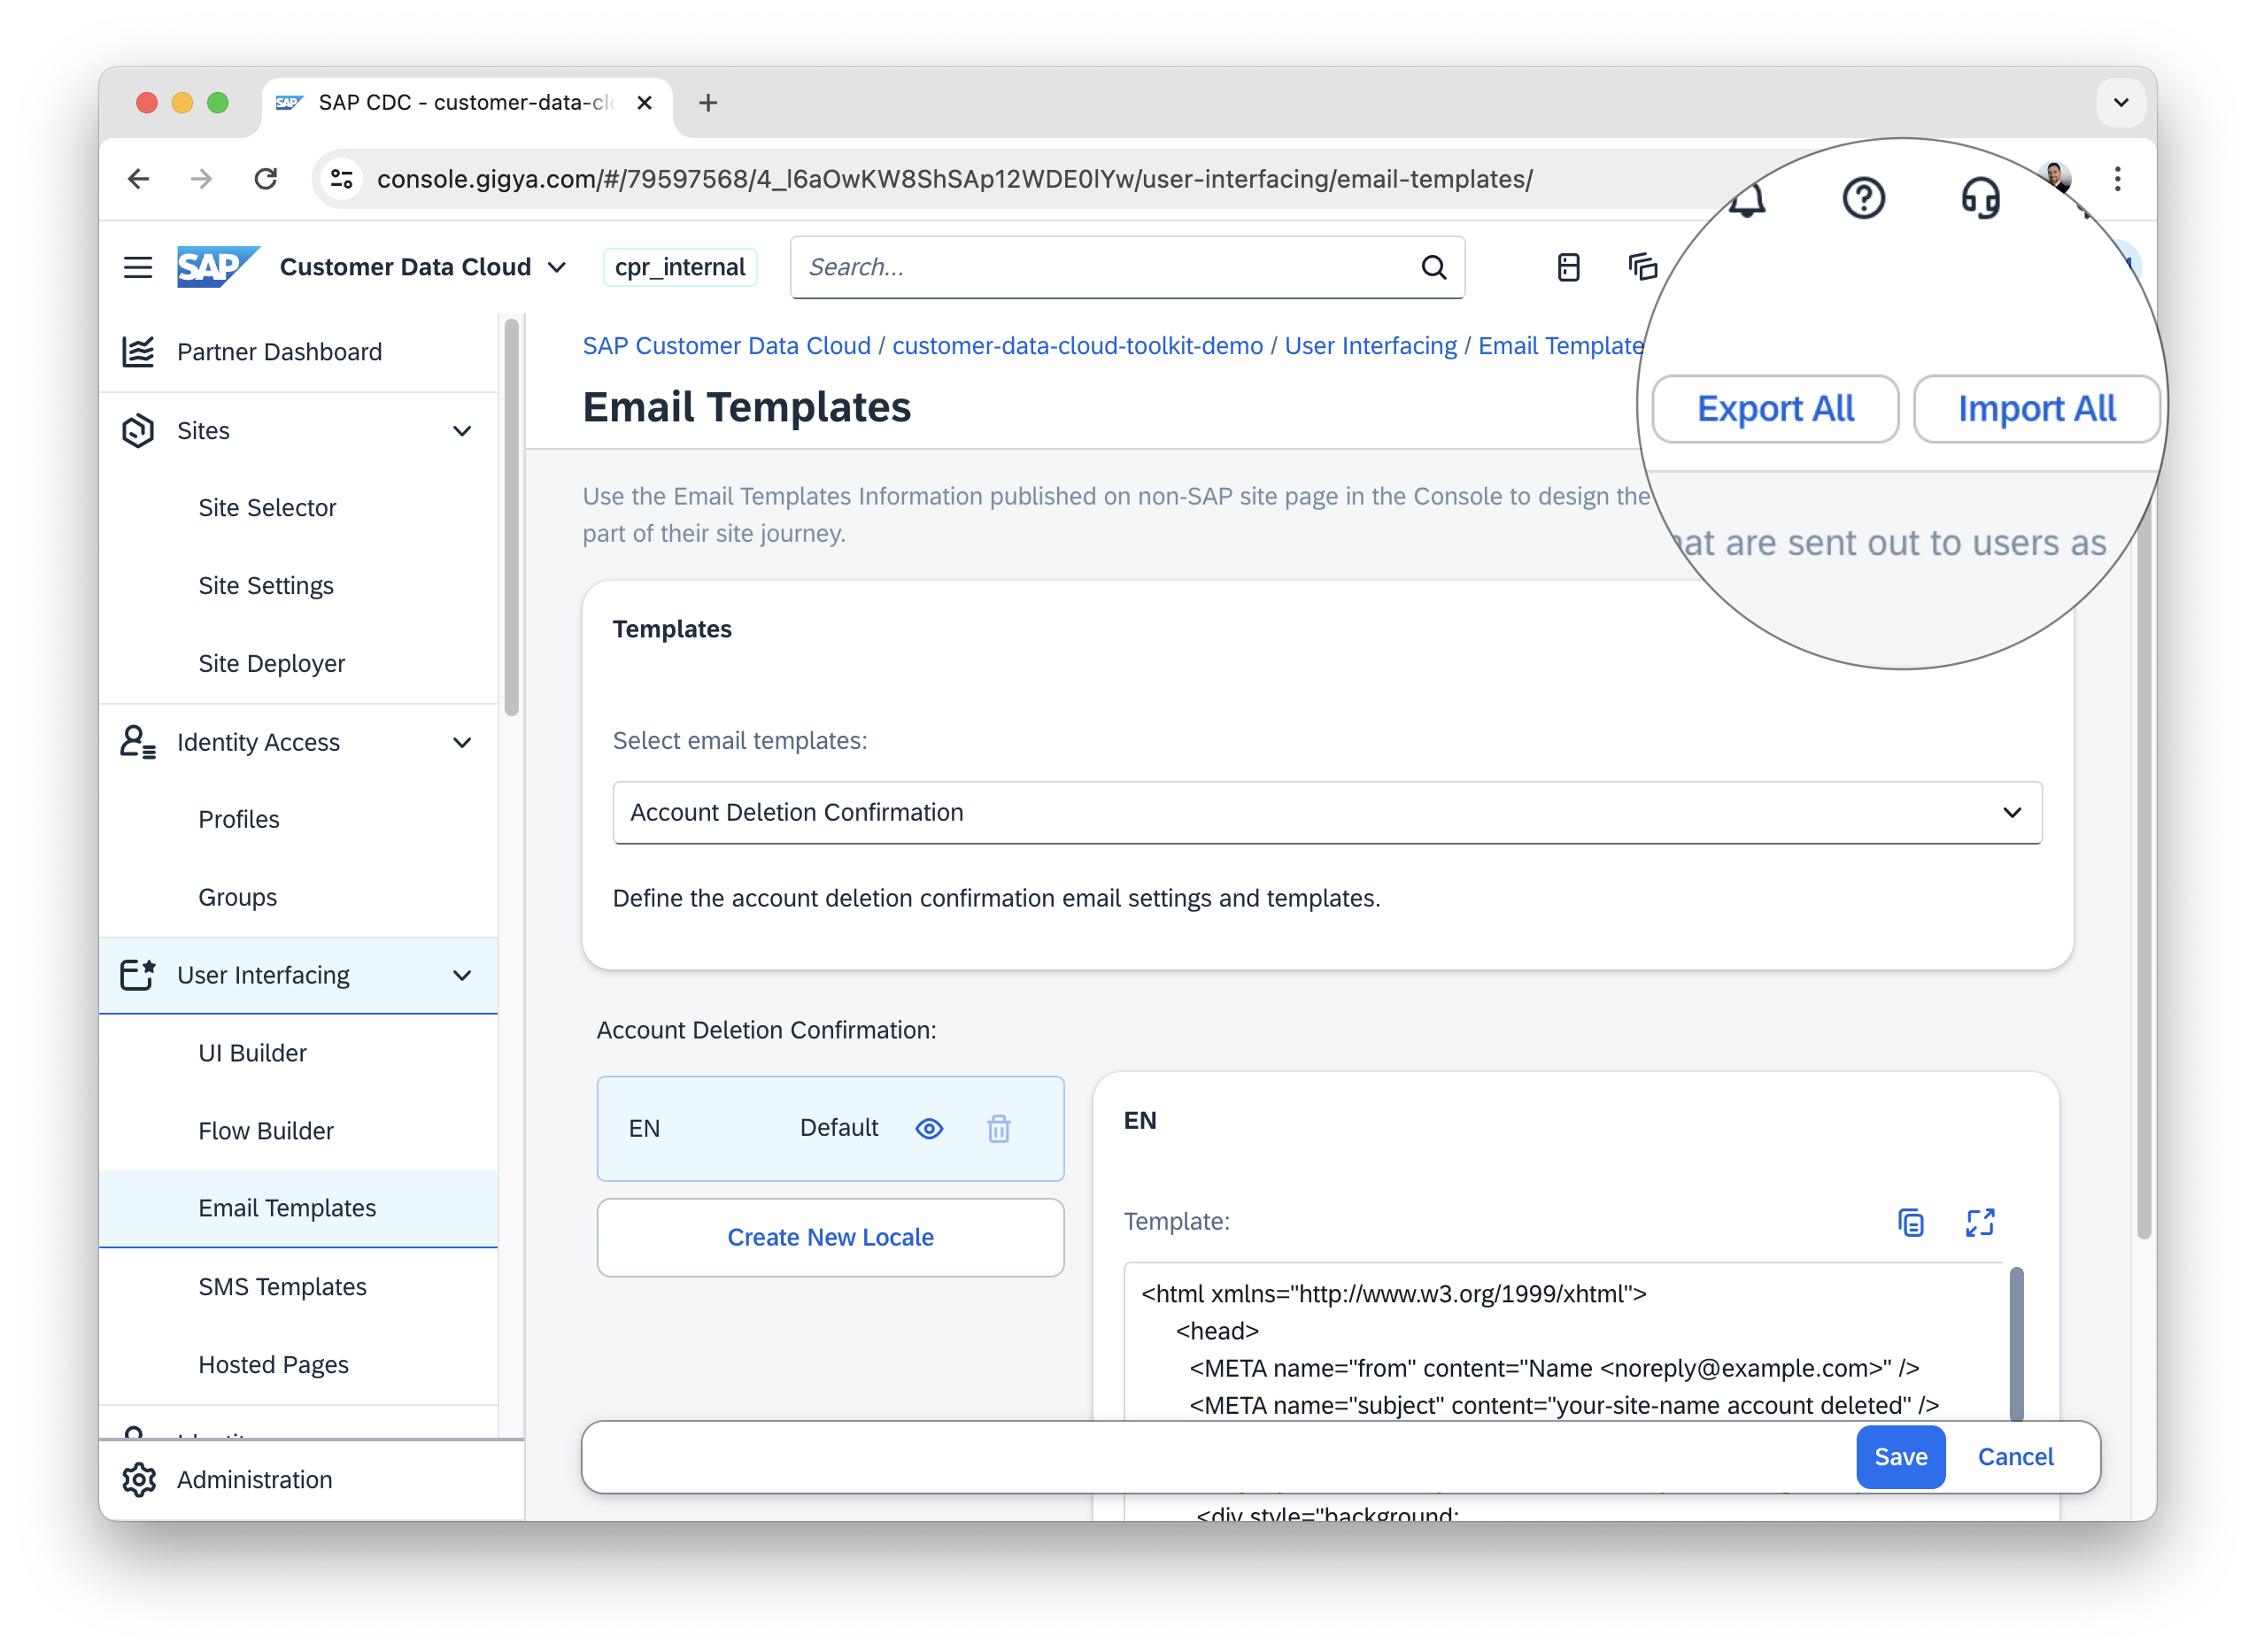 SAP CDC - customer-data-cl
console.gigya.com/#/79597568/4_l6aOwKW8ShSAp12WDE0lYw/user-interfacing/email-templates/
SAP Customer Data Cloud cpr_internal Search...
Partner Dashboard
Sites
Site Selector
Site Settings
Site Deployer
Identity Access
Profiles
Groups
User Interfacing
UI Builder
Flow Builder
Email Templates
SMS Templates
Hosted Pages
Administration
SAP Customer Data Cloud / customer-data-cloud-toolkit-demo / User Interfacing / Email Template
Email Templates
Export All Import All
Use the Email Templates Information published on non-SAP site page in the Console to design the
are sent out to users as
part of their site journey.
Templates
Select email templates:
Account Deletion Confirmation
Define the account deletion confirmation email settings and templates.
Account Deletion Confirmation:
EN Default
Create New Locale
EN
Template:
<html xmlns="http://www.w3.org/1999/xhtml">
<head>
<META name="from" content="Name <noreply@example.com>" />
<META name="subject" content="your-site-name account deleted" />
Save Cancel
<div style="background: